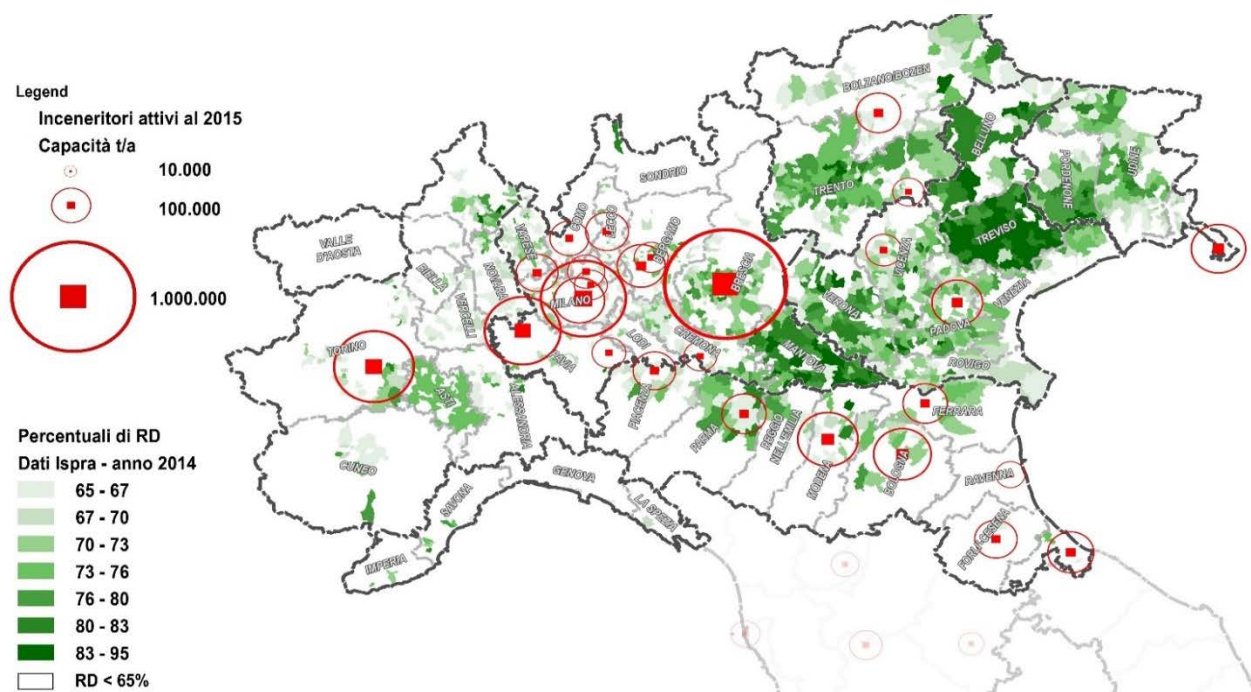 Legend
Inceneritori attivi al 2015
Capacità t/a
10.000
100.000
1.000.000
Percentuali di RD
Dati Ispra - anno 2014
65 - 67
67 - 70
70 - 73
73 - 76
76 - 80
80 - 83
83 - 95
RD < 65%
BOLZANO/BOZEN
BELLUNO
UDINE
PORDENONE
SONDRIO
TRENTO
COMO
LECCO
VARESE
BERGAMO
TREVISO
VALLE
D'AOSTA
BIELLA
NOVARA
VERCELLI
MILANO
BRESCIA
VICENZA
VERONA
VENEZIA
PADOVA
TORINO
PAVIA
LODI
CREMONA
MANTOVA
ROVIGO
ASTI
ALESSANDRIA
PIACENZA
PARMA
REGGIO
NELL'EMILIA
MODENA
FERRARA
BOLOGNA
RAVENNA
CUNEO
GENOVA
SAVONA
LA SPEZIA
FORLI-CESENA
IMPERIA